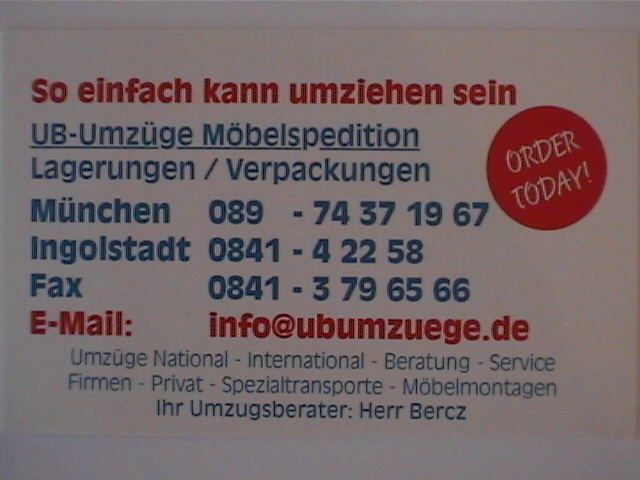 So einfach kann umziehen sein
UB-Umzüge Möbelspedition
Lagerungen / Verpackungen
ORDER
TODAY!
München 089 - 74 37 19 67
Ingolstadt 0841 - 4 22 58
Fax 0841 - 3 79 65 66
E-Mail: info@ubumzuege.de
Umzüge National - International - Beratung - Service
Firmen - Privat - Spezialtransporte - Möbelmontagen
Ihr Umzugsberater: Herr Bercz